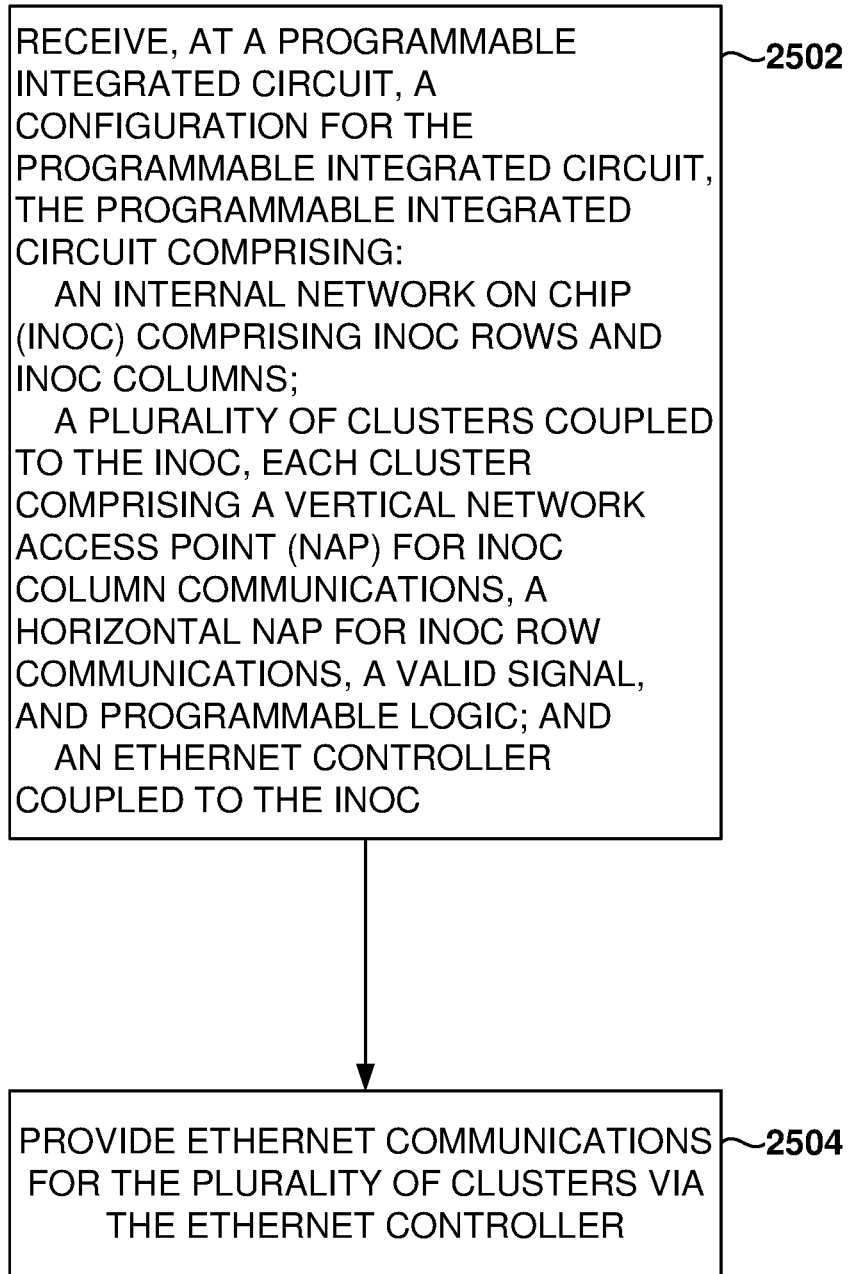 RECEIVE, AT A PROGRAMMABLE
INTEGRATED CIRCUIT, A
CONFIGURATION FOR THE
PROGRAMMABLE INTEGRATED CIRCUIT,
THE PROGRAMMABLE INTEGRATED
CIRCUIT COMPRISING:
AN INTERNAL NETWORK ON CHIP
(INOC) COMPRISING INOC ROWS AND
INOC COLUMNS;
A PLURALITY OF CLUSTERS COUPLED
TO THE INOC, EACH CLUSTER
COMPRISING A VERTICAL NETWORK
ACCESS POINT (NAP) FOR INOC
COLUMN COMMUNICATIONS, A
HORIZONTAL NAP FOR INOC ROW
COMMUNICATIONS, A VALID SIGNAL,
AND PROGRAMMABLE LOGIC; AND
AN ETHERNET CONTROLLER
COUPLED TO THE INOC
2502
PROVIDE ETHERNET COMMUNICATIONS
FOR THE PLURALITY OF CLUSTERS VIA
THE ETHERNET CONTROLLER
2504